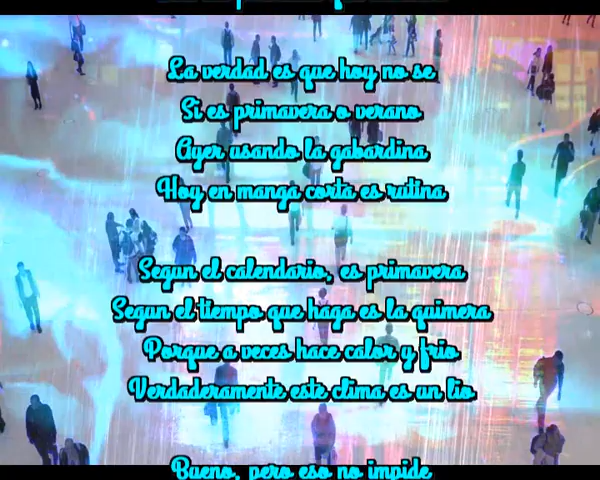 La verdad es que hoy no se
Si es primavera o verano
Ayer usando la gabardina
Hoy en manga corta es rutina
Segun el calendario, es primavera
Segun el tiempo que haga es la quimera
Porque a veces hace calor y frio
Verdaderamente este clima es un lio
Bueno, pero eso no impide